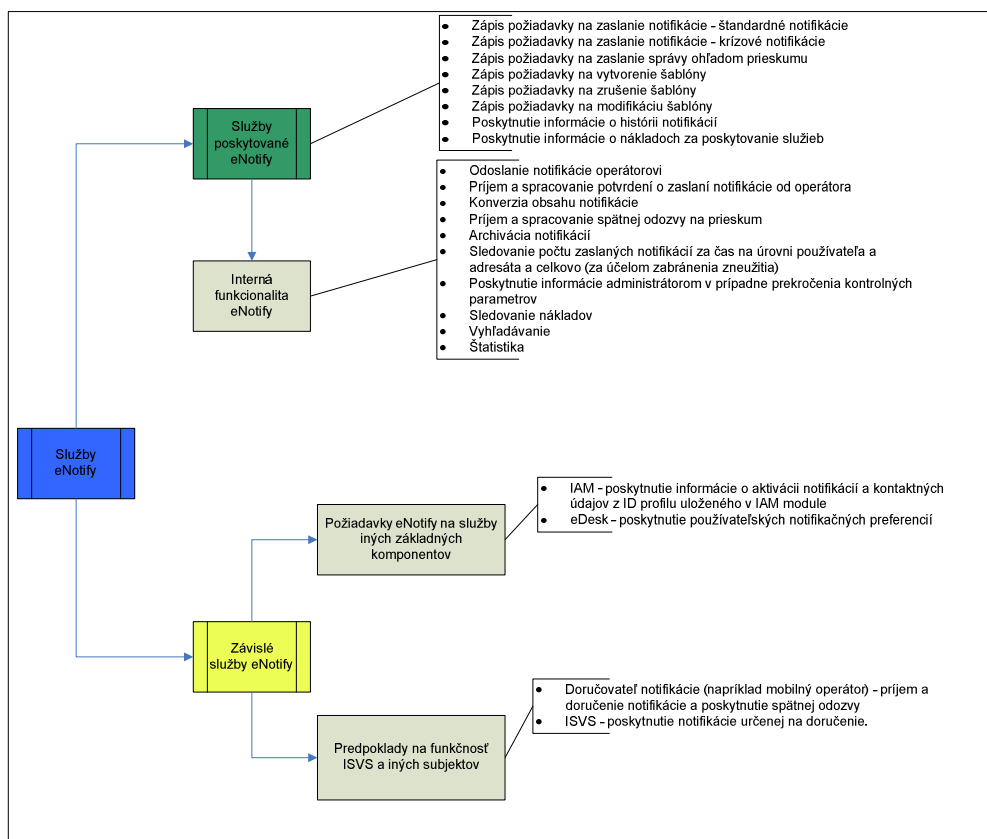 • Zápis požiadavky na zaslanie notifikácie - štandardné notifikácie
• Zápis požiadavky na zaslanie notifikácie - krízové notifikácie
• Zápis požiadavky na zaslanie správy ohľadom prieskumu
• Zápis požiadavky na vytvorenie šablóny
• Zápis požiadavky na zrušenie šablóny
• Zápis požiadavky na modifikáciu šablóny
• Poskytnutie informácie o histórii notifikácií
• Poskytnutie informácie o nákladoch za poskytovanie služieb
Služby
poskytované
eNotify
• Odoslanie notifikácie operátorovi
• Príjem a spracovanie potvrdení o zaslaní notifikácie od operátora
• Konverzia obsahu notifikácie
• Príjem a spracovanie spätnej odozvy na prieskum
• Archivácia notifikácií
• Sledovanie počtu zaslaných notifikácií za čas na úrovni používateľa a
adresáta a celkovo (za účelom zabránenia zneužitia)
• Poskytnutie informácie administrátorom v prípadne prekročenia kontrolných
parametrov
• Sledovanie nákladov
• Vyhľadávanie
• Štatistika
Interná
funkcionalita
eNotify
Služby
eNotify
• IAM - poskytnutie informácie o aktivácii notifikácií a kontaktných
údajov z ID profilu uloženého v IAM module
• eDesk - poskytnutie používateľských notifikačných preferencií
Požiadavky eNotify na služby
iných základných
komponentov
Závislé
služby eNotify
• Doručovateľ notifikácie (napríklad mobilný operátor) - príjem a
doručenie notifikácie a poskytnutie spätnej odozvy
• ISVS - poskytnutie notifikácie určenej na doručenie.
Predpoklady na funkčnosť
ISVS a iných subjektov